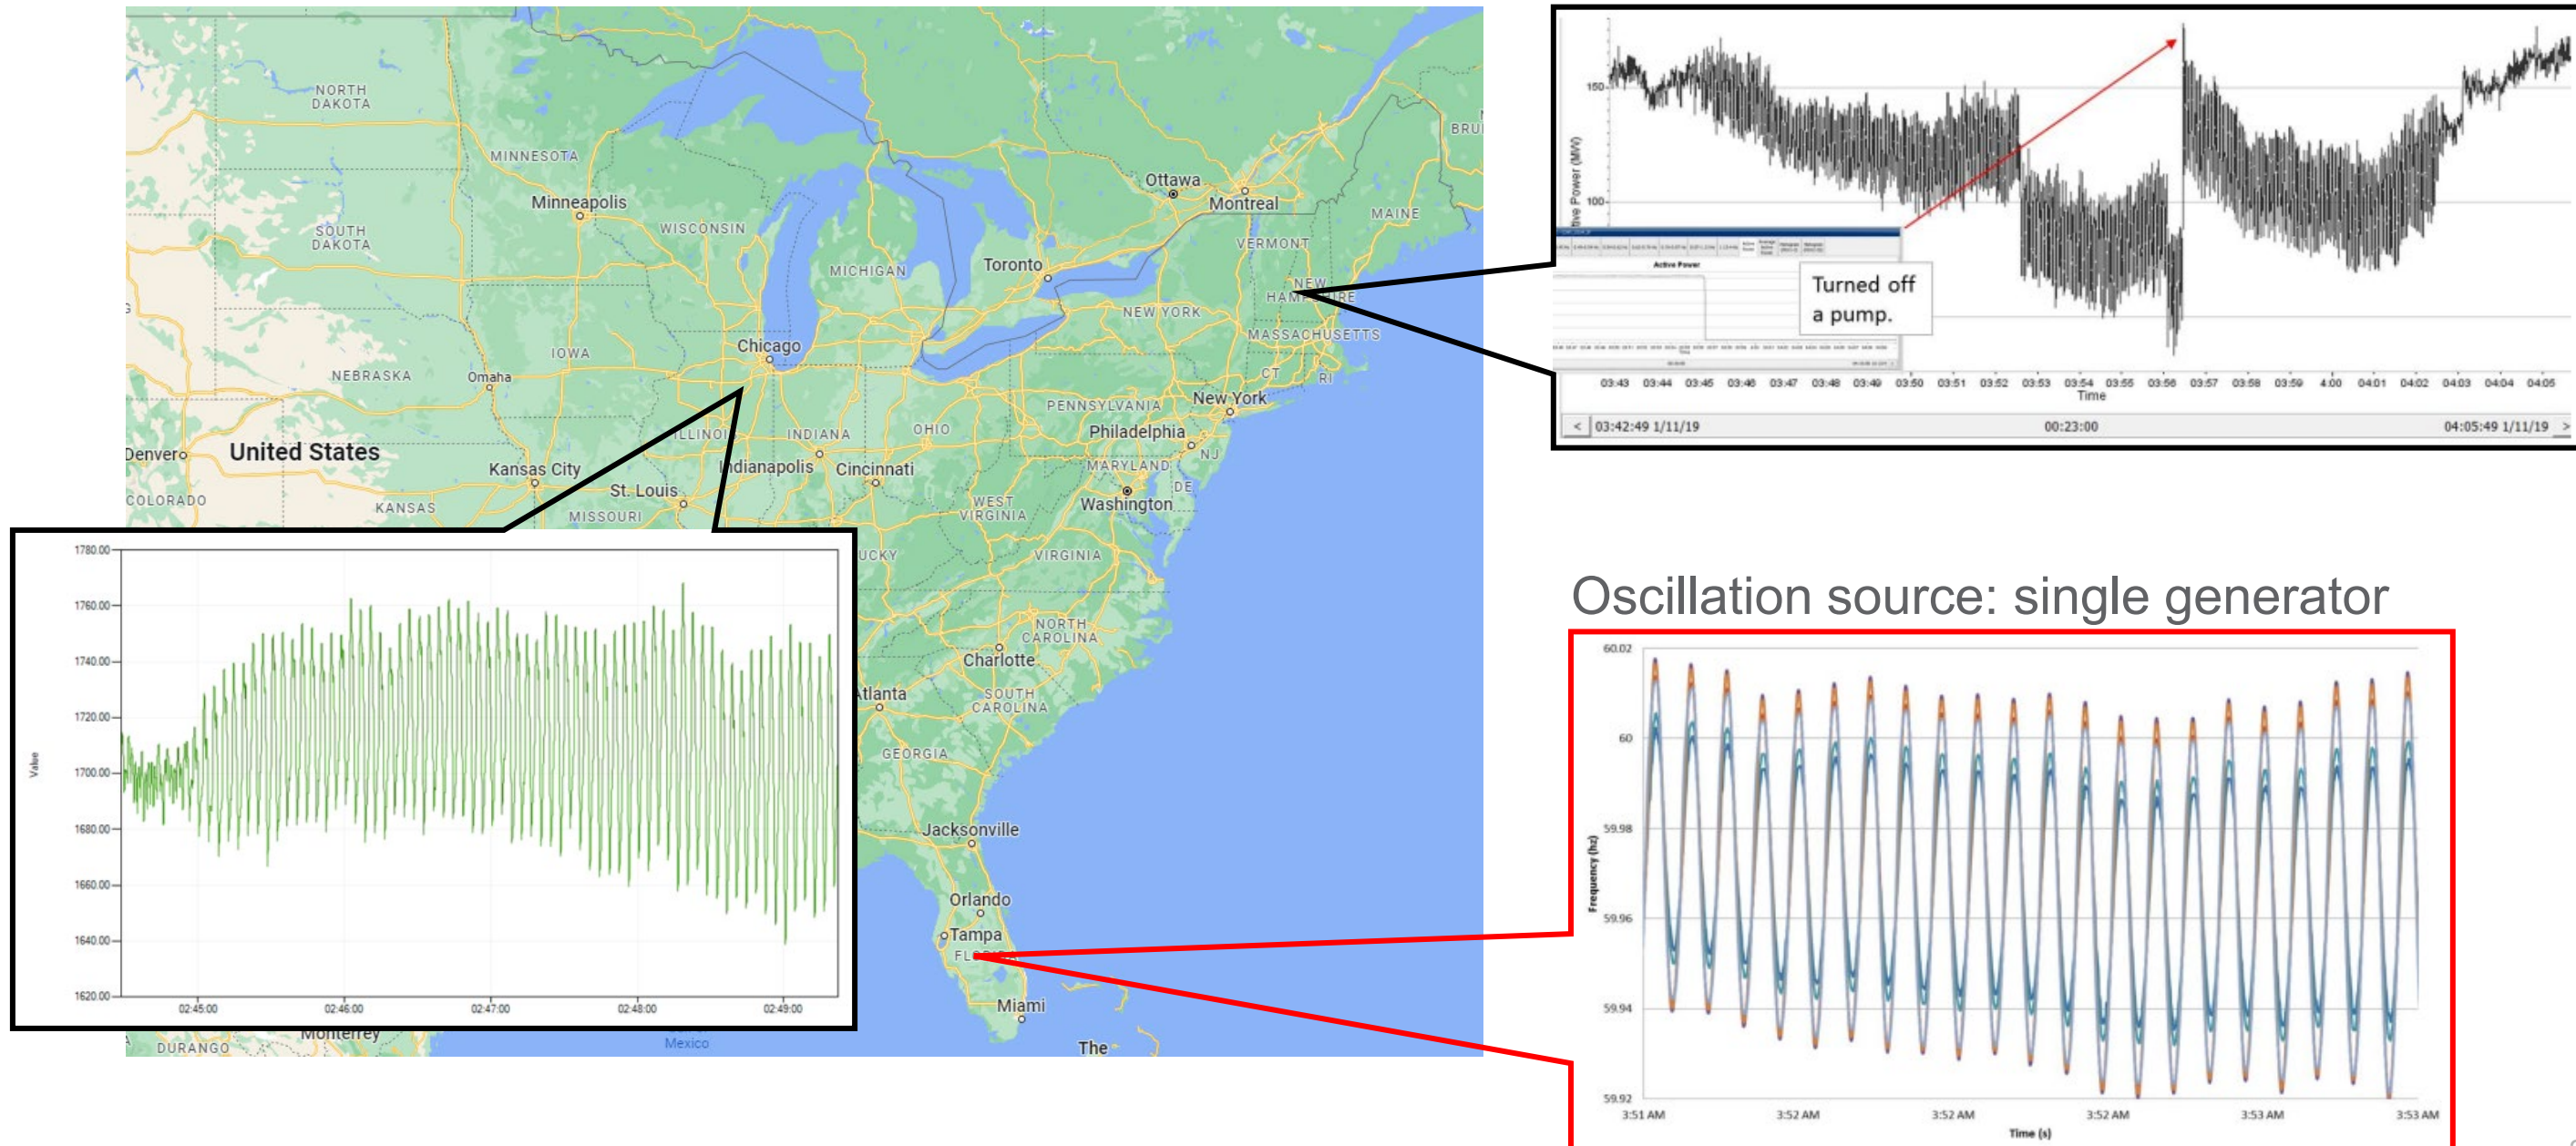 NORTH
DAKOTA
MINNESOTA
Minneapolis
SOUTH
DAKOTA
WISCONSIN
MICHIGAN
Ottawa
Montreal
MAINE
VERMONT
Toronto
NEW
HAMPSHIRE
NEW YORK
MASSACHUSETTS
CT
RI
Chicago
IOWA
NEBRASKA
Omaha
PENNSYLVANIA
New York
ILLINOI
INDIANA
OHIO
Philadelphia
NJ
Denver
United States
Kansas City
Indianapolis
Cincinnati
MARYLAND
DE
St. Louis
COLORADO
KANSAS
MISSOURI
WEST
VIRGINIA
Washington
UCKY
VIRGINIA
NORTH
CAROLINA
Charlotte
Atlanta
SOUTH
CAROLINA
GEORGIA
Jacksonville
Orlando
Tampa
Miami
Monterrey
DURANGO
Mexico
The
150
100
tive Power (MW)
Active Power
Turned off
a pump.
03:43 03:44 03:45 03:46 03:47 03:48 03:49 03:50 03:51 03:52 03:53 03:54 03:55 03:56 03:57 03:58 03:59 4:00 04:01 04:02 04:03 04:04 04:05
Time
< 03:42:49 1/11/19 00:23:00 04:05:49 1/11/19 >
1780.00
1760.00
1740.00
1720.00
Value
1700.00
1680.00
1660.00
1640.00
1620.00
02:45:00 02:46:00 02:47:00 02:48:00 02:49:00
Oscillation source: single generator
60.02
60
59.98
Frequency (hz)
59.96
59.94
59.92
3:51 AM 3:52 AM 3:52 AM 3:52 AM 3:53 AM 3:53 AM
Time (s)